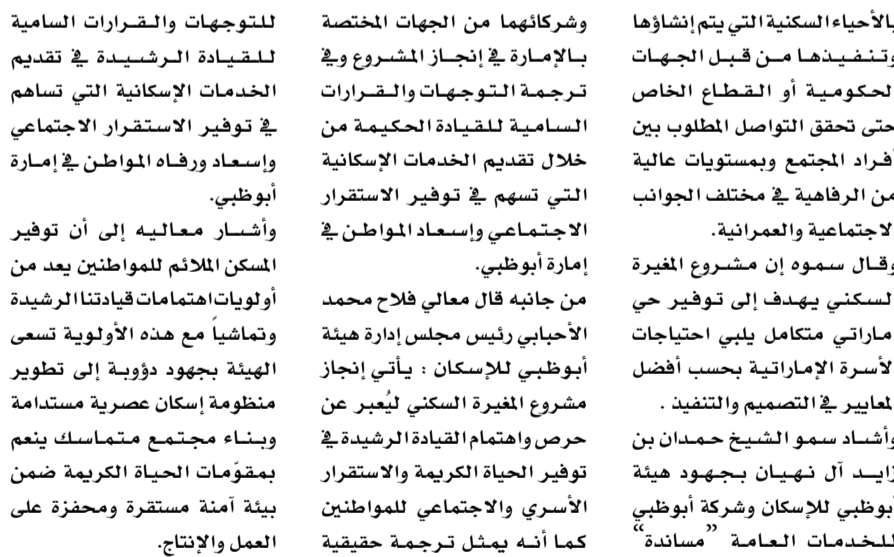 بالأحياء السكنية التي يتم إنشاؤها
وتنفيذها من قبل الجهات
الحكومية أو القطاع الخاص
حتى تحقق التواصل المطلوب بين
أفراد المجتمع وبمستويات عالية
من الرفاهية في مختلف الجوانب
الاجتماعية والعمرانية.
وقال سموه إن مشروع المغيرة
السكني يهدف إلى توفير حي
إماراتي متكامل يلبي احتياجات
الأسرة الإماراتية بحسب أفضل
المعايير في التصميم والتنفيذ .
وأشاد سمو الشيخ حمدان بن
زايد آل نهيان بجهود هيئة
أبوظبي للإسكان وشركة أبوظبي
للخدمات العامة ”مساندة“
وشركائهما من الجهات المختصة
بالإمارة في إنجاز المشروع وفي
ترجمة التوجهات والقرارات
السامية للقيادة الحكيمة من
خلال تقديم الخدمات الإسكانية
التي تسهم في توفير الاستقرار
الاجتماعي وإسعاد المواطن في
إمارة أبوظبي.
من جانبه قال معالي فلاح محمد
الأحبابي رئيس مجلس إدارة هيئة
أبوظبي للإسكان : يأتي إنجاز
مشروع المغيرة السكني ليُعبر عن
حرص واهتمام القيادة الرشيدة في
توفير الحياة الكريمة والاستقرار
الأسري والاجتماعي للمواطنين
كما أنه يمثل ترجمة حقيقية
للتوجهات والقرارات السامية
للقيادة الرشيدة في تقديم
الخدمات الإسكانية التي تساهم
في توفير الاستقرار الاجتماعي
وإسعاد ورفاه المواطن في إمارة
أبوظبي.
وأشار معاليه إلى أن توفير
المسكن الملائم للمواطنين يعد من
أولويات اهتمامات قيادتنا الرشيدة
وتماشياً مع هذه الأولوية تسعى
الهيئة بجهود دؤوبة إلى تطوير
منظومة إسكان عصرية مستدامة
وبناء مجتمع متماسك ينعم
بمقوّمات الحياة الكريمة ضمن
بيئة آمنة مستقرة ومحفزة على
العمل والإنتاج.